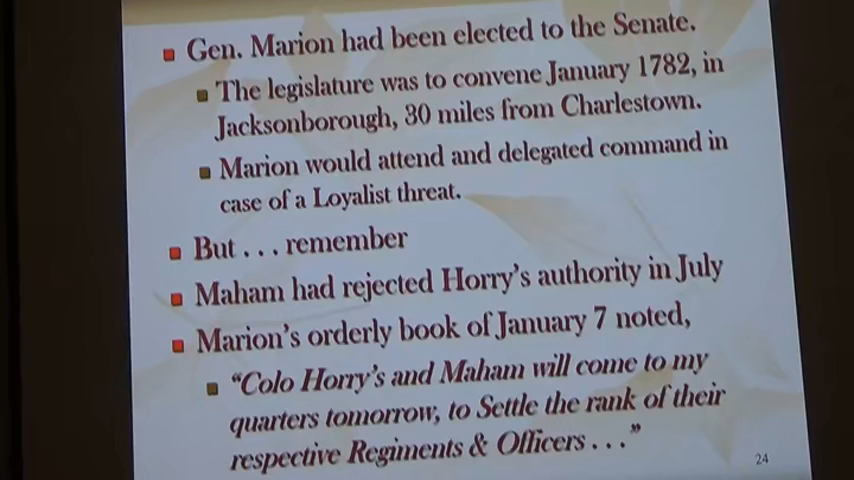 Gen. Marion had been elected to the Senate.
The legislature was to convene January 1782, in
Jacksonborough, 30 miles from Charlestown.
Marion would attend and delegated command in
case of a Loyalist threat.
But . . . remember
Maham had rejected Horry's authority in July
Marion's orderly book of January 7 noted,
"Colo Horry's and Maham will come to my
quarters tomorrow, to Settle the rank of their
respective Regiments & Officers . . ."
24